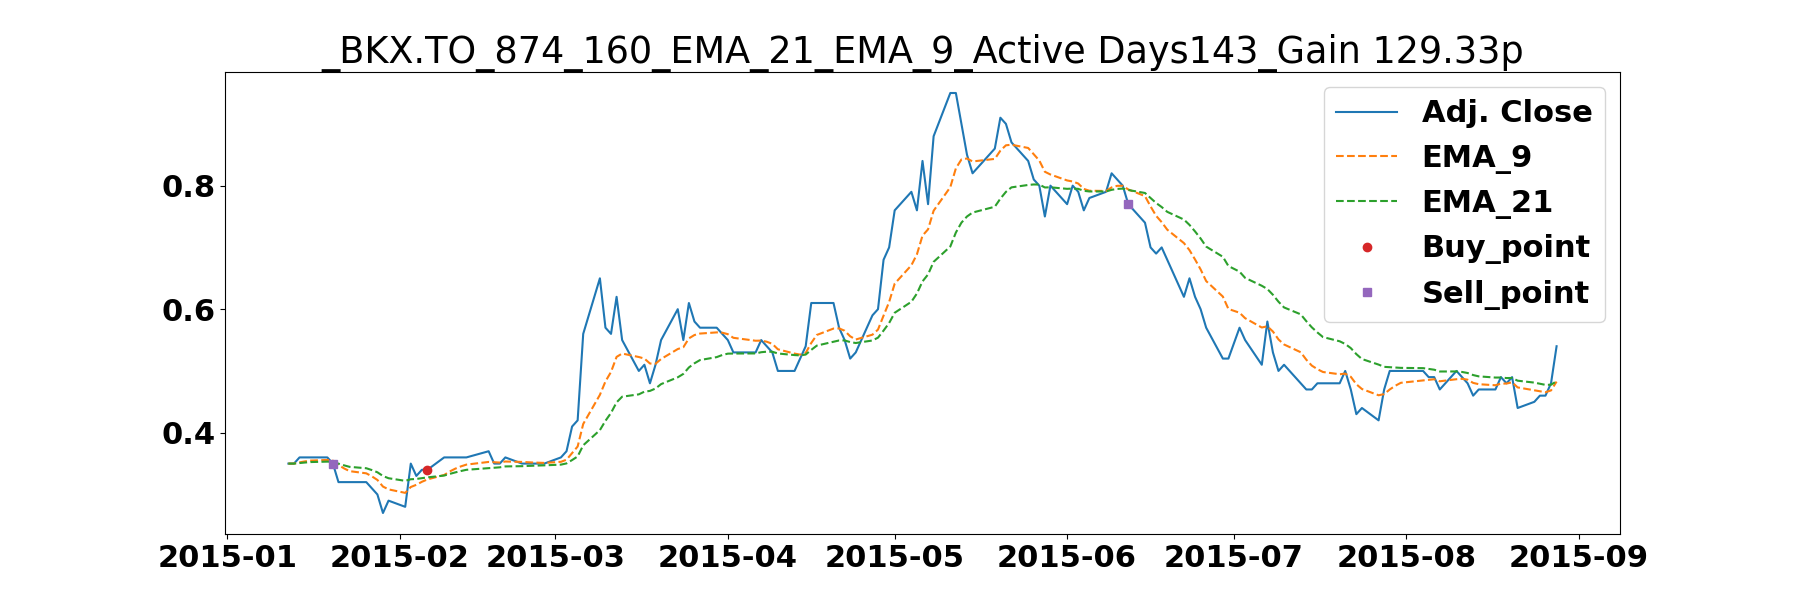 _BKX.TO_874_160_EMA_21_EMA_9_Active Days143_Gain 129.33p
Adj. Close
EMA_9
EMA_21
Buy_point
Sell_point
0.8
0.6
0.4
2015-01 2015-02 2015-03 2015-04 2015-05 2015-06 2015-07 2015-08 2015-09